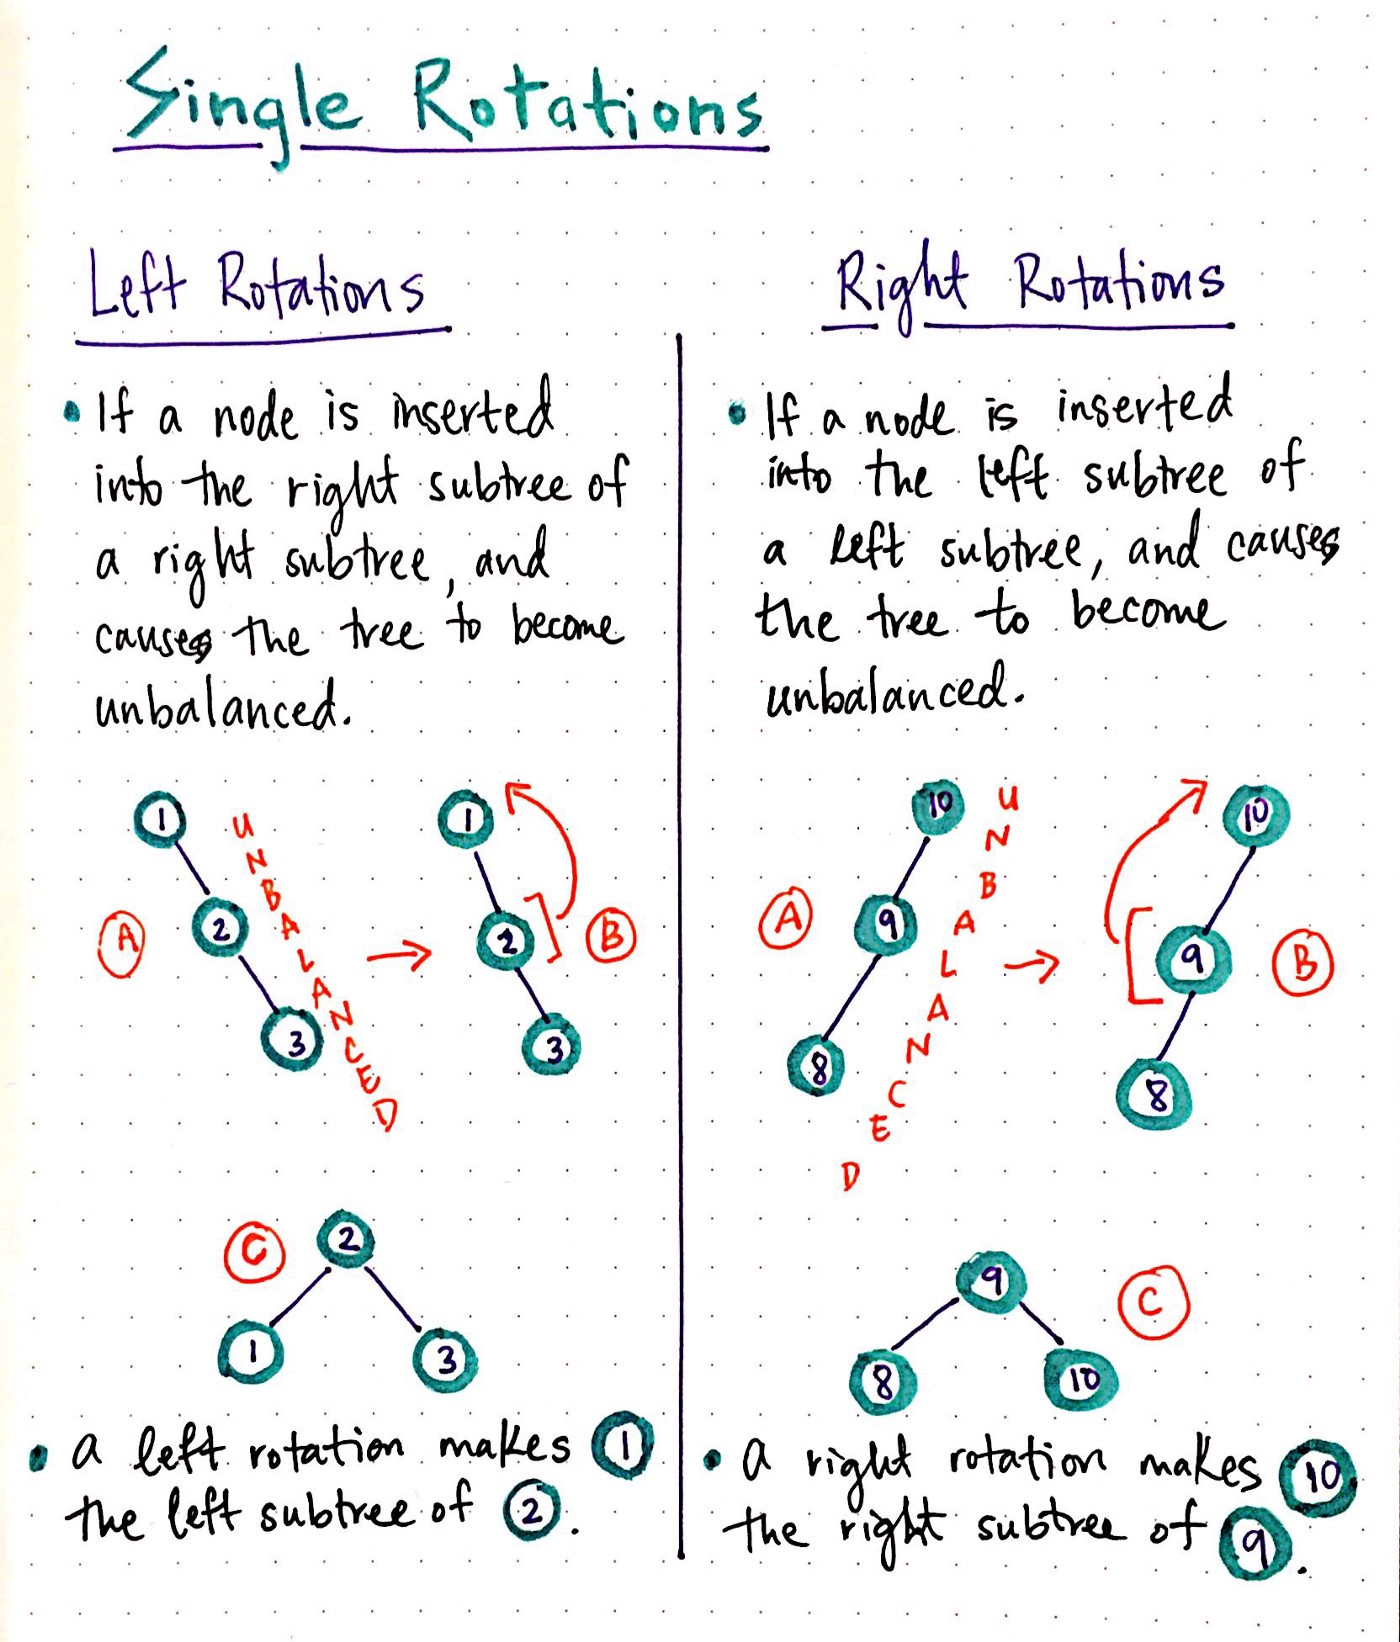 Single Rotations
Left Rotations
• If a node is inserted
into the right subtree of
a right subtree, and
causes the tree to become
unbalanced.
1
2
3
A
UNBALANCED
→
1
2
3
B
C
2
1
3
• a left rotation makes 1
the left subtree of 2.
Right Rotations
• If a node is inserted
into the left subtree of
a left subtree, and causes
the tree to become
unbalanced.
10
9
8
A
UNBALANCED
→
10
9
8
B
9
C
8
10
• a right rotation makes 10
the right subtree of 9.